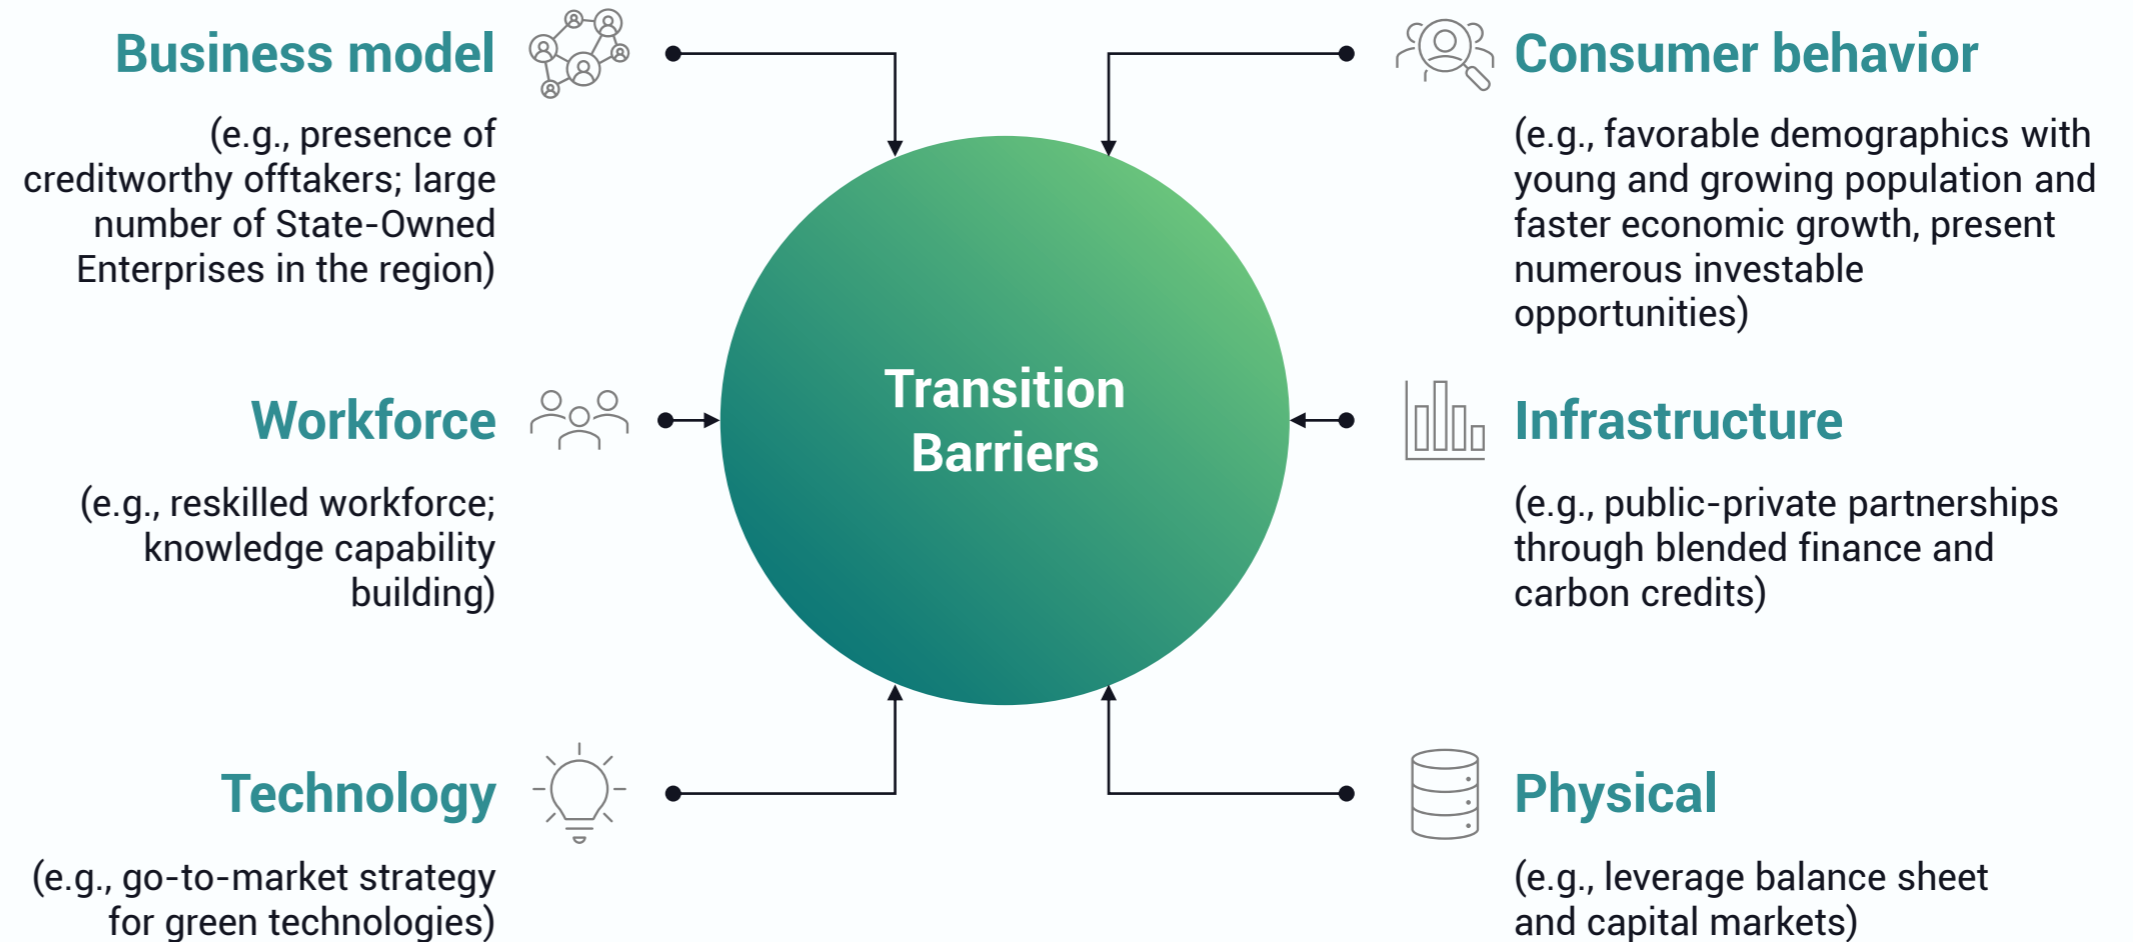 Business model
(e.g., presence of
creditworthy offtakers; large
number of State-Owned
Enterprises in the region)
Workforce
(e.g., reskilled workforce;
knowledge capability
building)
Technology
(e.g., go-to-market strategy
for green technologies)
Transition
Barriers
Consumer behavior
(e.g., favorable demographics with
young and growing population and
faster economic growth, present
numerous investable
opportunities)
Infrastructure
(e.g., public-private partnerships
through blended finance and
carbon credits)
Physical
(e.g., leverage balance sheet
and capital markets)